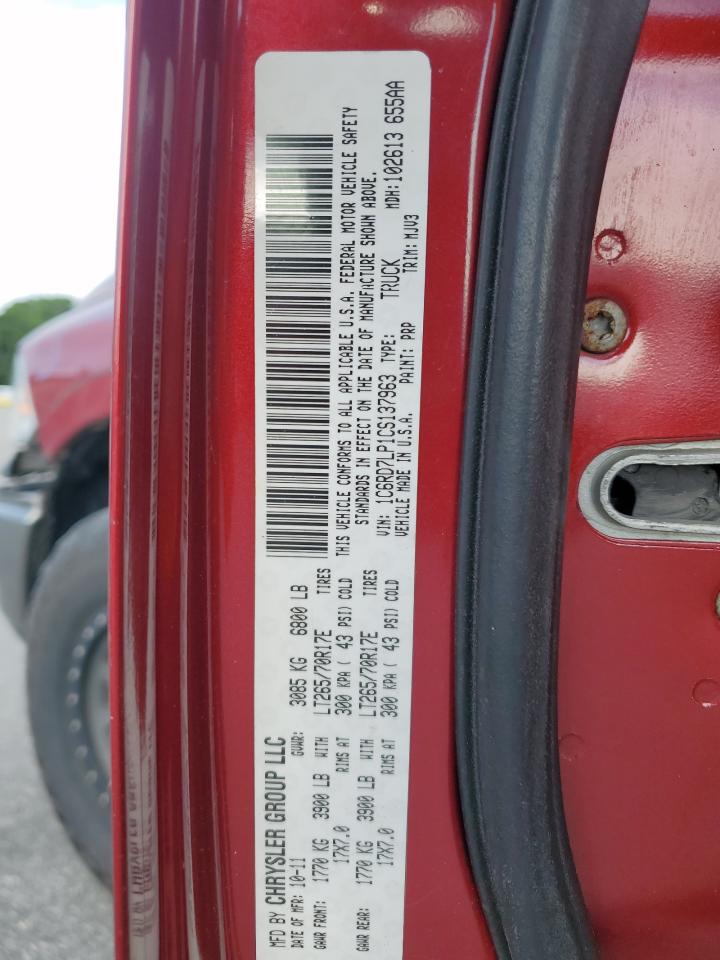 MFD BY CHRYSLER GROUP LLC
DATE OF MFR: 10-11 GVWR: 3085 KG 6800 LB
GAWR FRONT: 1770 KG 3900 LB WITH LT265/70R17E TIRES
17X7.0 RIMS AT 300 KPA ( 43 PSI) COLD
GAWR REAR: 1770 KG 3900 LB WITH LT265/70R17E TIRES
17X7.0 RIMS AT 300 KPA ( 43 PSI) COLD
THIS VEHICLE CONFORMS TO ALL APPLICABLE U.S.A. FEDERAL MOTOR VEHICLE SAFETY
STANDARDS IN EFFECT ON THE DATE OF MANUFACTURE SHOWN ABOVE.
VIN: 1C6RD7LP1CS137963 TYPE: TRUCK MDH:102613 655AA
VEHICLE MADE IN U.S.A. PAINT: PRP TRIM: MJV3